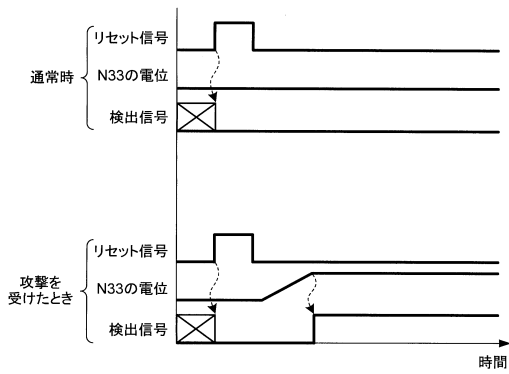 通常時
リセット信号
N33の電位
検出信号
攻撃を
受けたとき
リセット信号
N33の電位
検出信号
時間